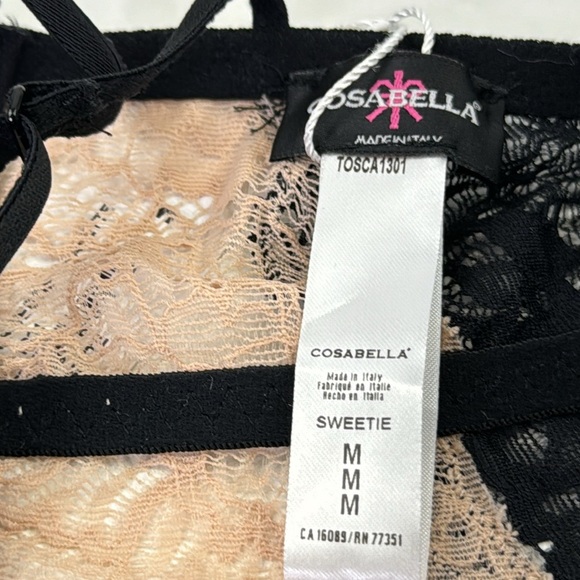 COSABELLA®
MADE IN ITALY
TOSCA1301
COSABELLA®
Made in Italy
Fabriqué en Italie
Hecho en Italia
SWEETIE
M
M
M
CA 16089/RN 77351